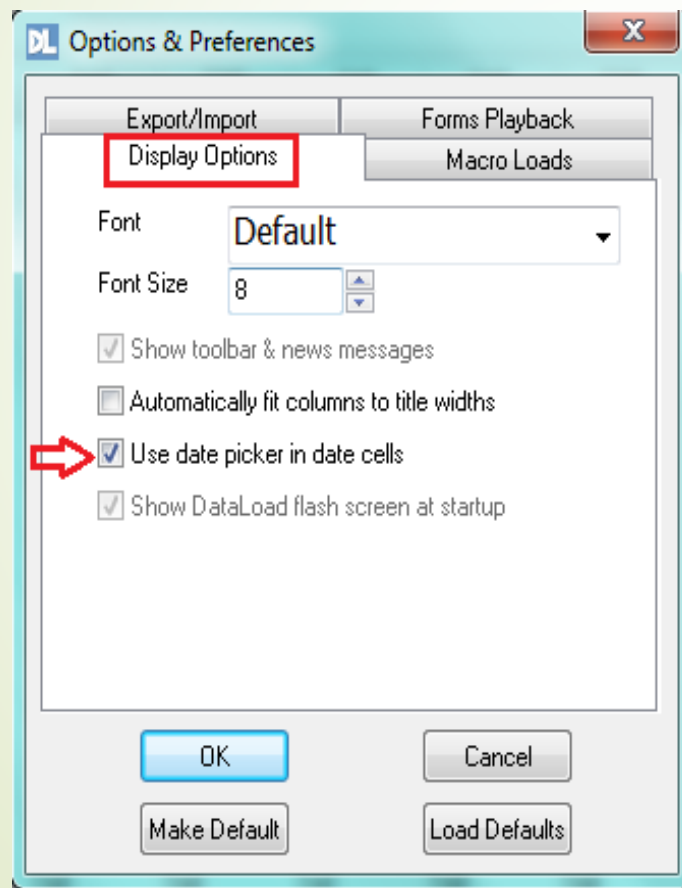 DL Options & Preferences X
Export/Import Forms Playback
Display Options Macro Loads
Font Default
Font Size 8
Show toolbar & news messages
Automatically fit columns to title widths
Use date picker in date cells
Show DataLoad flash screen at startup
OK Cancel
Make Default Load Defaults